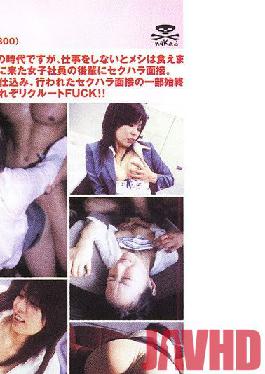 300)
の時代ですが、仕事をしないとメシは食えま
に来た女子社員の後輩にセクハラ面接、
仕込み、行われたセクハラ面接の一部始終
れぞリクルートFUCK!!
JAVHD